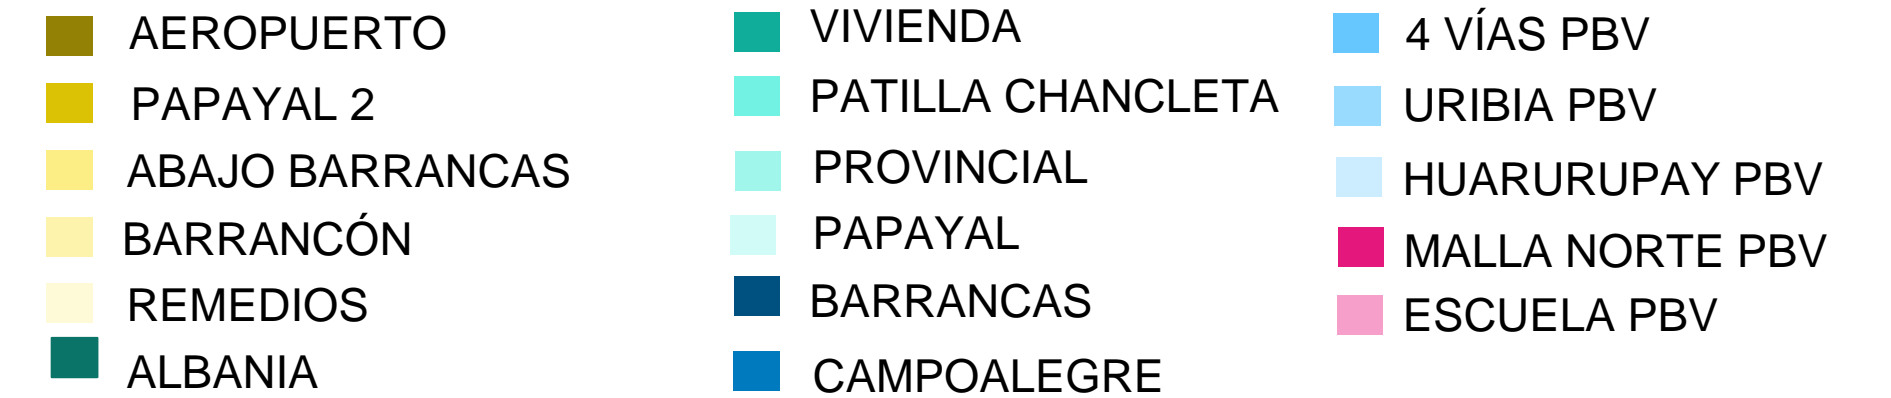 AEROPUERTO
PAPAYAL 2
ABAJO BARRANCAS
BARRANCÓN
REMEDIOS
ALBANIA
VIVIENDA
PATILLA CHANCLETA
PROVINCIAL
PAPAYAL
BARRANCAS
CAMPOALEGRE
4 VÍAS PBV
URIBIA PBV
HUARURUPAY PBV
MALLA NORTE PBV
ESCUELA PBV